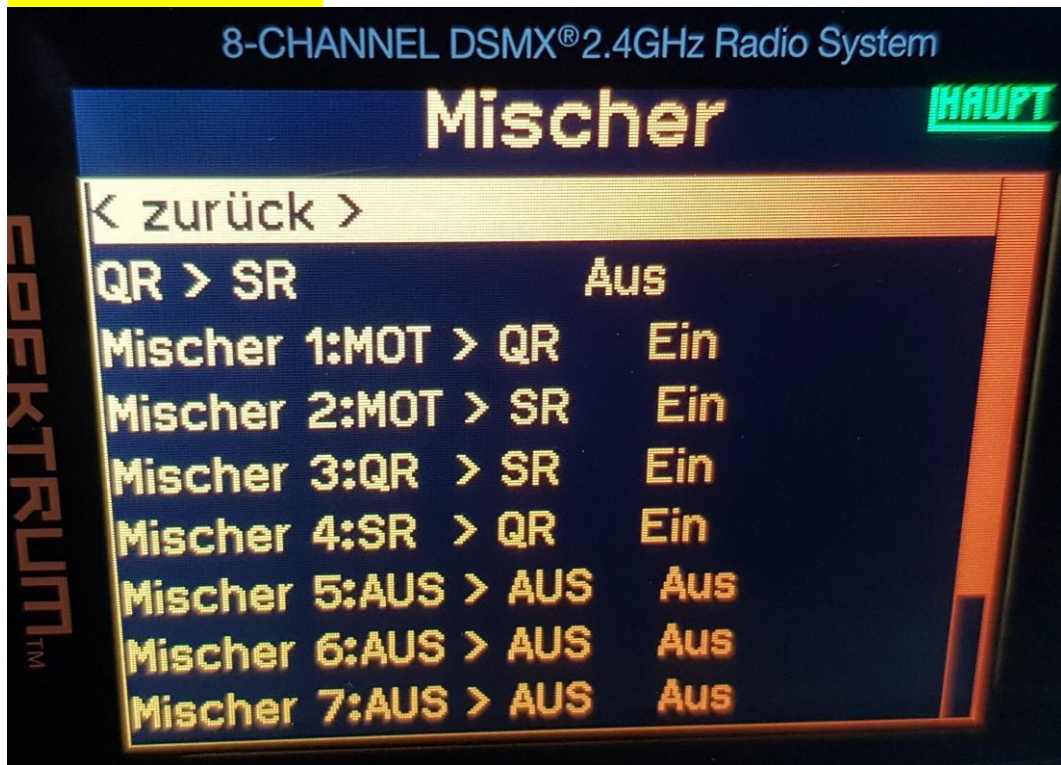 8-CHANNEL DSMX® 2.4GHz Radio System
Mischer
HAUPT
< zurück >
QR > SR Aus
Mischer 1:MOT > QR Ein
Mischer 2:MOT > SR Ein
Mischer 3:QR > SR Ein
Mischer 4:SR > QR Ein
Mischer 5:AUS > AUS Aus
Mischer 6:AUS > AUS Aus
Mischer 7:AUS > AUS Aus
SPEKTRUM™